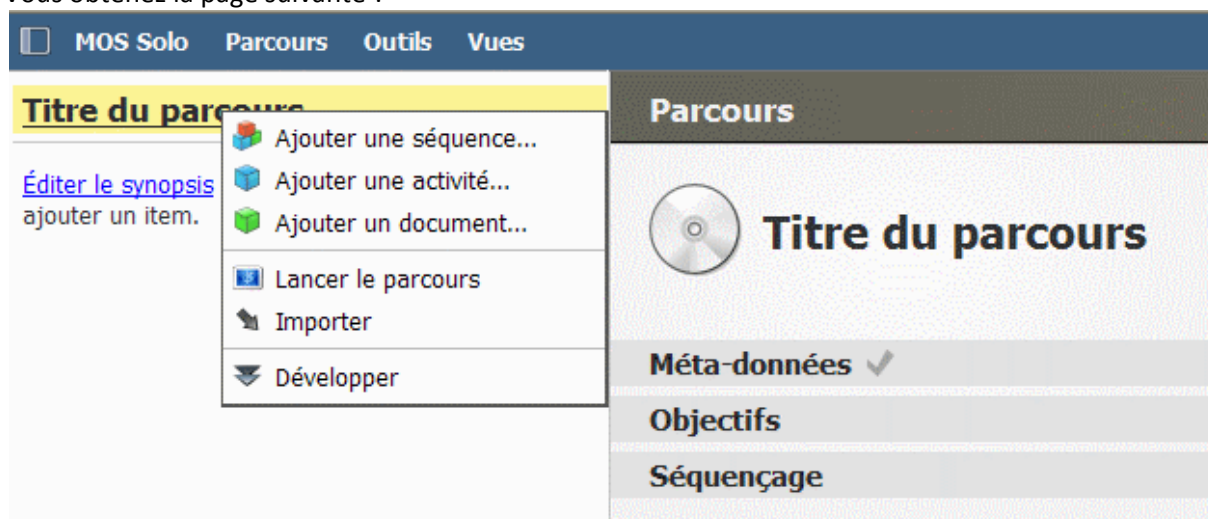 vous obtenez la page suivante :
MOS Solo Parcours Outils Vues
Titre du parcours
Ajouter une séquence...
Ajouter une activité...
Ajouter un document...
Lancer le parcours
Importer
Développer
Éditer le synopsis
ajouter un item.
Parcours
Titre du parcours
Méta-données
Objectifs
Séquençage